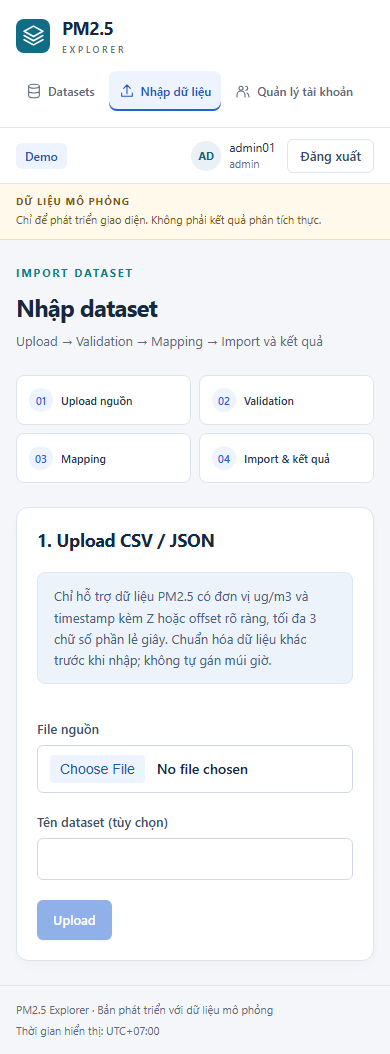 PM2.5
EXPLORER
Datasets
Nhập dữ liệu
Quản lý tài khoản
Demo
AD
admin01
admin
Đăng xuất
DỮ LIỆU MÔ PHỎNG
Chỉ để phát triển giao diện. Không phải kết quả phân tích thực.
IMPORT DATASET
Nhập dataset
Upload → Validation → Mapping → Import và kết quả
01 Upload nguồn
02 Validation
03 Mapping
04 Import & kết quả
1. Upload CSV / JSON
Chỉ hỗ trợ dữ liệu PM2.5 có đơn vị ug/m3 và
timestamp kèm Z hoặc offset rõ ràng, tối đa 3
chữ số phần lẻ giây. Chuẩn hóa dữ liệu khác
trước khi nhập; không tự gán múi giờ.
File nguồn
Choose File No file chosen
Tên dataset (tùy chọn)
Upload
PM2.5 Explorer · Bản phát triển với dữ liệu mô phỏng
Thời gian hiển thị: UTC+07:00